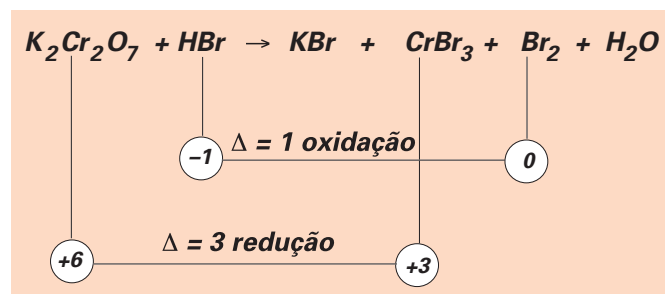 K₂Cr₂O₇ + HBr → KBr + CrBr₃ + Br₂ + H₂O
Δ = 1 oxidação
–1
0
Δ = 3 redução
+6
+3